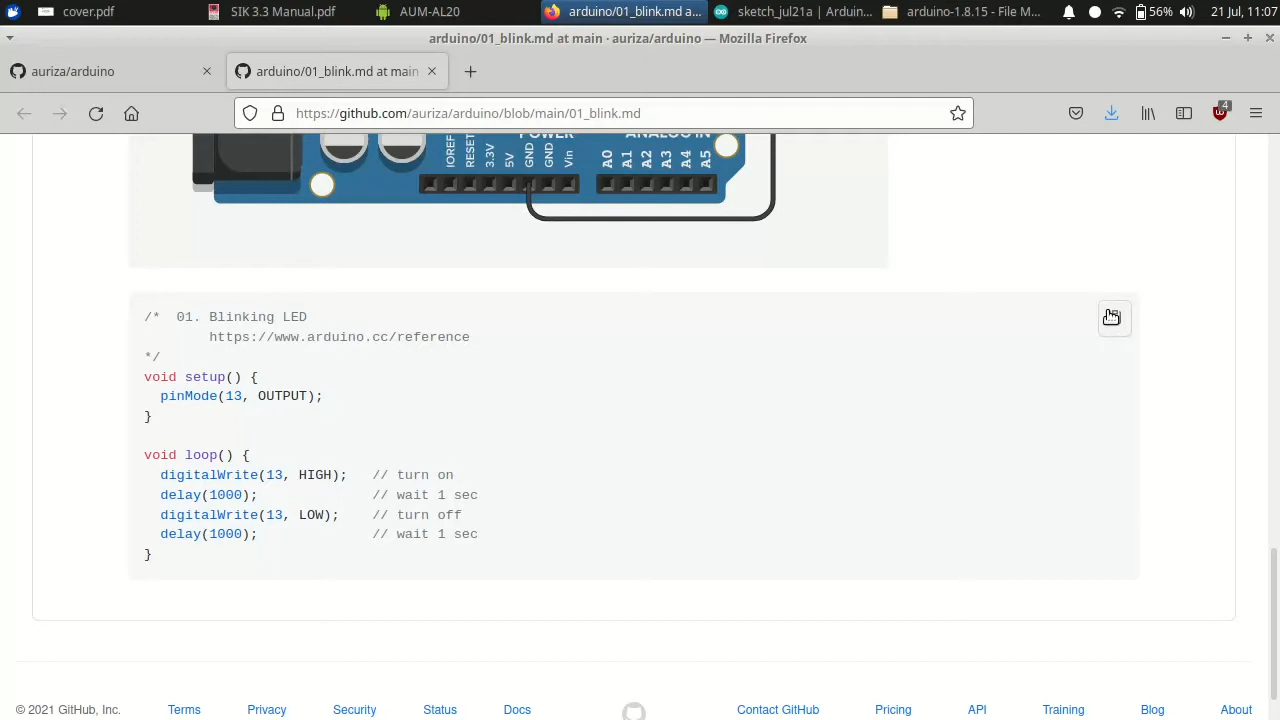 cover.pdf SIK 3.3 Manual.pdf AUM-AL20 arduino/01_blink.md a... sketch_jul21a | Arduin... arduino-1.8.15 - File M... 56% 21 Jul, 11:07
arduino/01_blink.md at main · auriza/arduino — Mozilla Firefox
auriza/arduino arduino/01_blink.md at main
https://github.com/auriza/arduino/blob/main/01_blink.md 4
POWER ANALOG IN
IOREF RESET 3.3V 5V GND GND Vin A0 A1 A2 A3 A4 A5
/*  01. Blinking LED
        https://www.arduino.cc/reference
*/
void setup() {
  pinMode(13, OUTPUT);
}
void loop() {
  digitalWrite(13, HIGH);   // turn on
  delay(1000);              // wait 1 sec
  digitalWrite(13, LOW);    // turn off
  delay(1000);              // wait 1 sec
}
© 2021 GitHub, Inc. Terms Privacy Security Status Docs Contact GitHub Pricing API Training Blog About